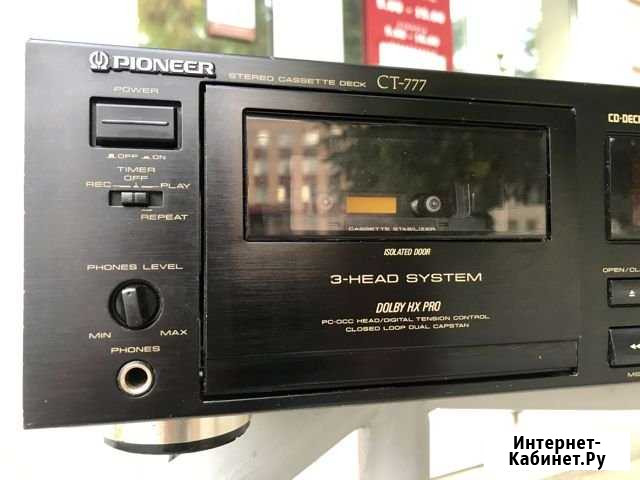 PIONEER
STEREO CASSETTE DECK CT-777
CD-DECK
POWER
OFF ON
TIMER
OFF
REC PLAY
REPEAT
CASSETTE STABILIZER
ISOLATED DOOR
3-HEAD SYSTEM
DOLBY HX PRO
PC-OCC HEAD/DIGITAL TENSION CONTROL
CLOSED LOOP DUAL CAPSTAN
PHONES LEVEL
MIN MAX
PHONES
OPEN/CL
Интернет-
Кабинет.Ру